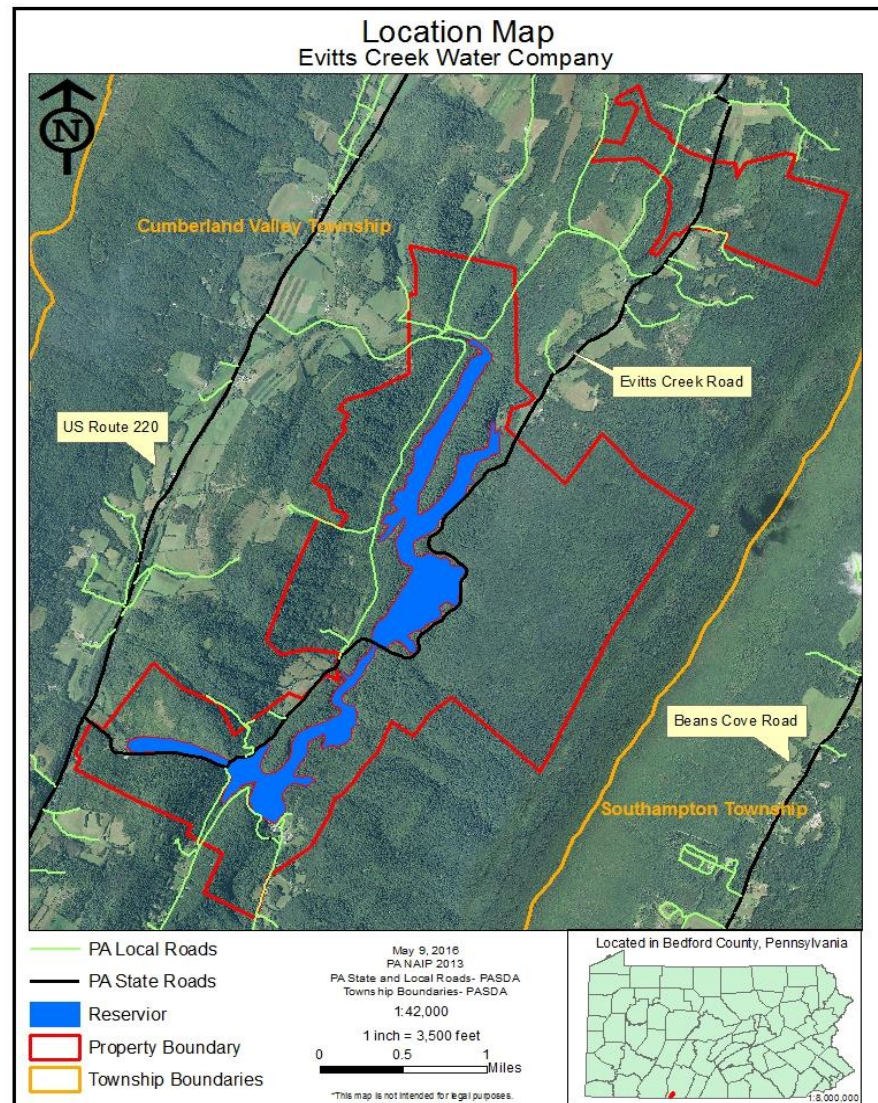 Location Map
Evitts Creek Water Company
N
Cumberland Valley Township
Evitts Creek Road
US Route 220
Beans Cove Road
Southampton Township
PA Local Roads
PA State Roads
Reservior
Property Boundary
Township Boundaries
May 9, 2016
PA NAIP 2013
PA State and Local Roads- PASDA
Township Boundaries- PASDA
1:42,000
1 inch = 3,500 feet
0 0.5 1
Miles
*This map is not intended for legal purposes.
Located in Bedford County, Pennsylvania
1:8,000,000